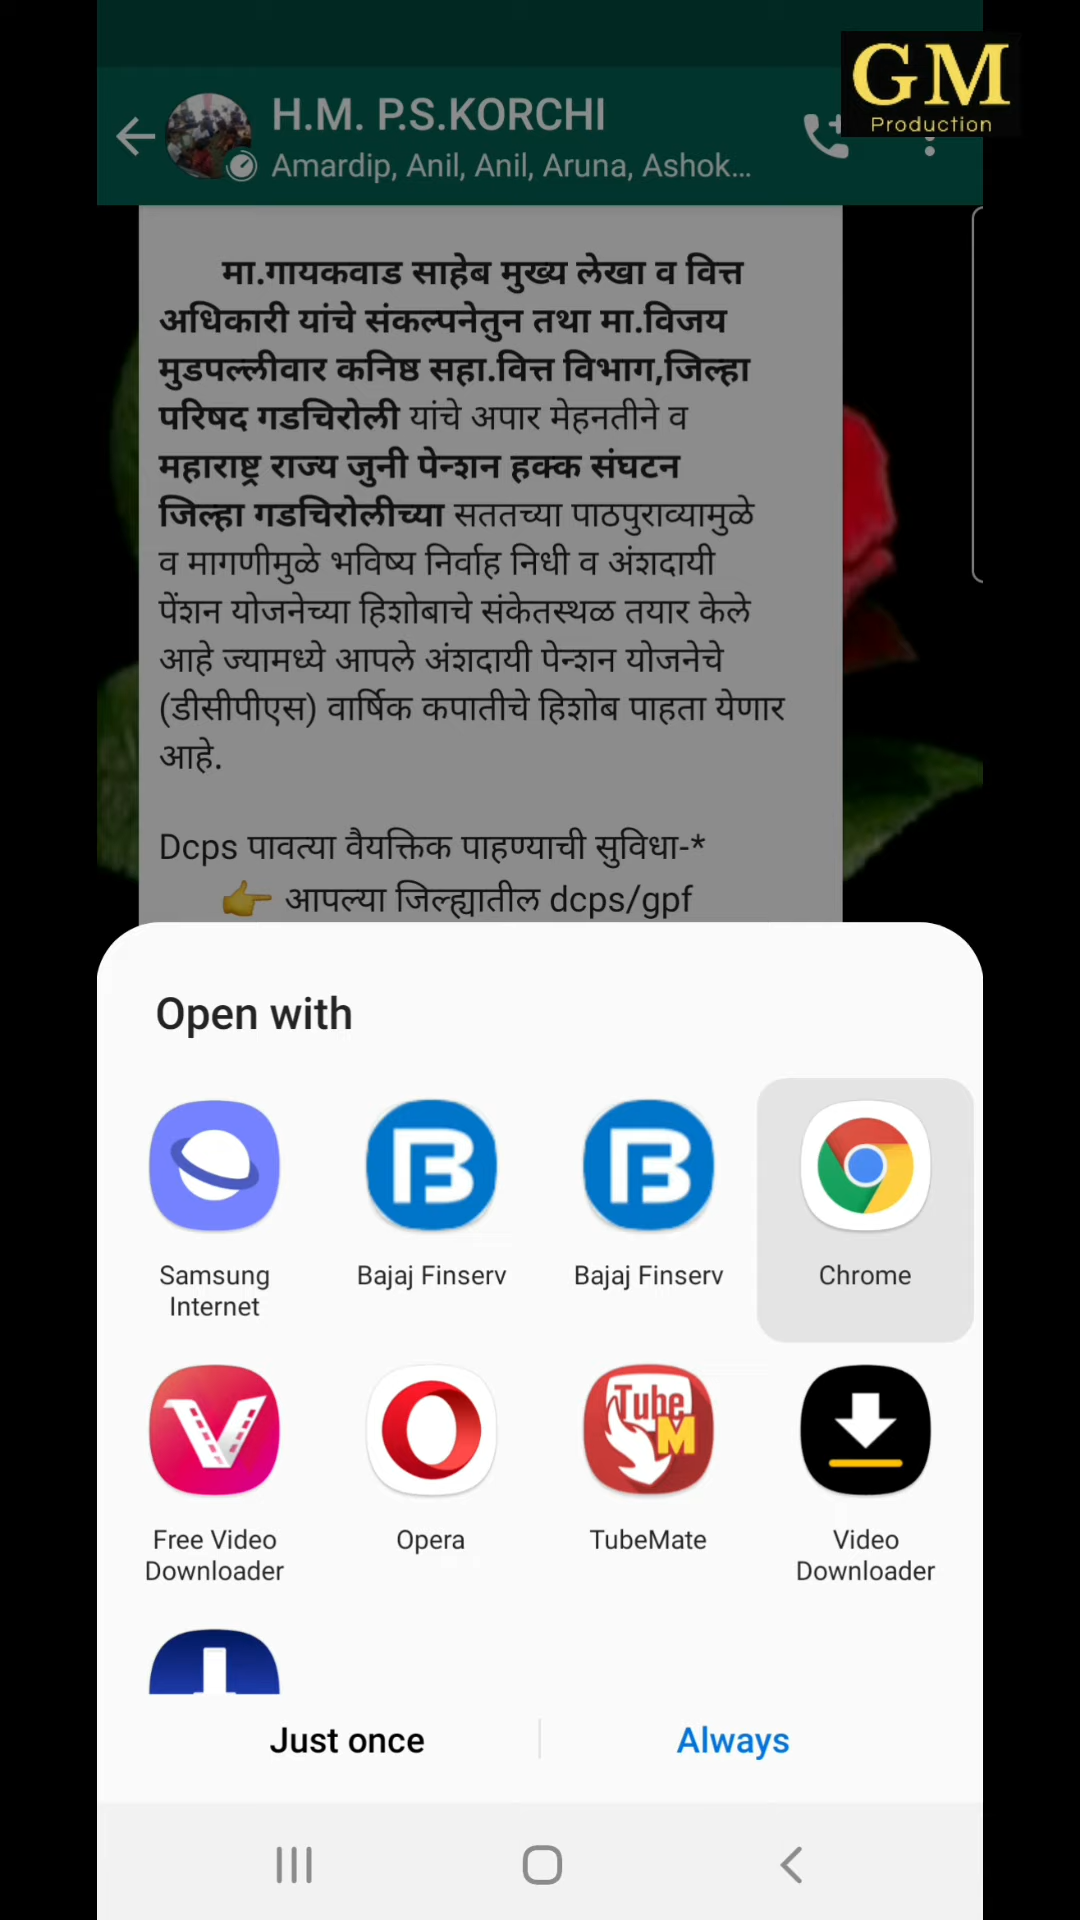 GM
Production
H.M. P.S.KORCHI
Amardip, Anil, Anil, Aruna, Ashok...
मा.गायकवाड साहेब मुख्य लेखा व वित्त
अधिकारी यांचे संकल्पनेतुन तथा मा.विजय
मुडपल्लीवार कनिष्ठ सहा.वित्त विभाग,जिल्हा
परिषद गडचिरोली यांचे अपार मेहनतीने व
महाराष्ट्र राज्य जुनी पेन्शन हक्क संघटन
जिल्हा गडचिरोलीच्या सततच्या पाठपुराव्यामुळे
व मागणीमुळे भविष्य निर्वाह निधी व अंशदायी
पेंशन योजनेच्या हिशोबाचे संकेतस्थळ तयार केले
आहे ज्यामध्ये आपले अंशदायी पेन्शन योजनेचे
(डीसीपीएस) वार्षिक कपातीचे हिशोब पाहता येणार
आहे.
Dcps पावत्या वैयक्तिक पाहण्याची सुविधा-*
👉 आपल्या जिल्ह्यातील dcps/gpf
Open with
Samsung Internet
Bajaj Finserv
Bajaj Finserv
Chrome
Free Video Downloader
Opera
Tube M
TubeMate
Video Downloader
Just once
Always